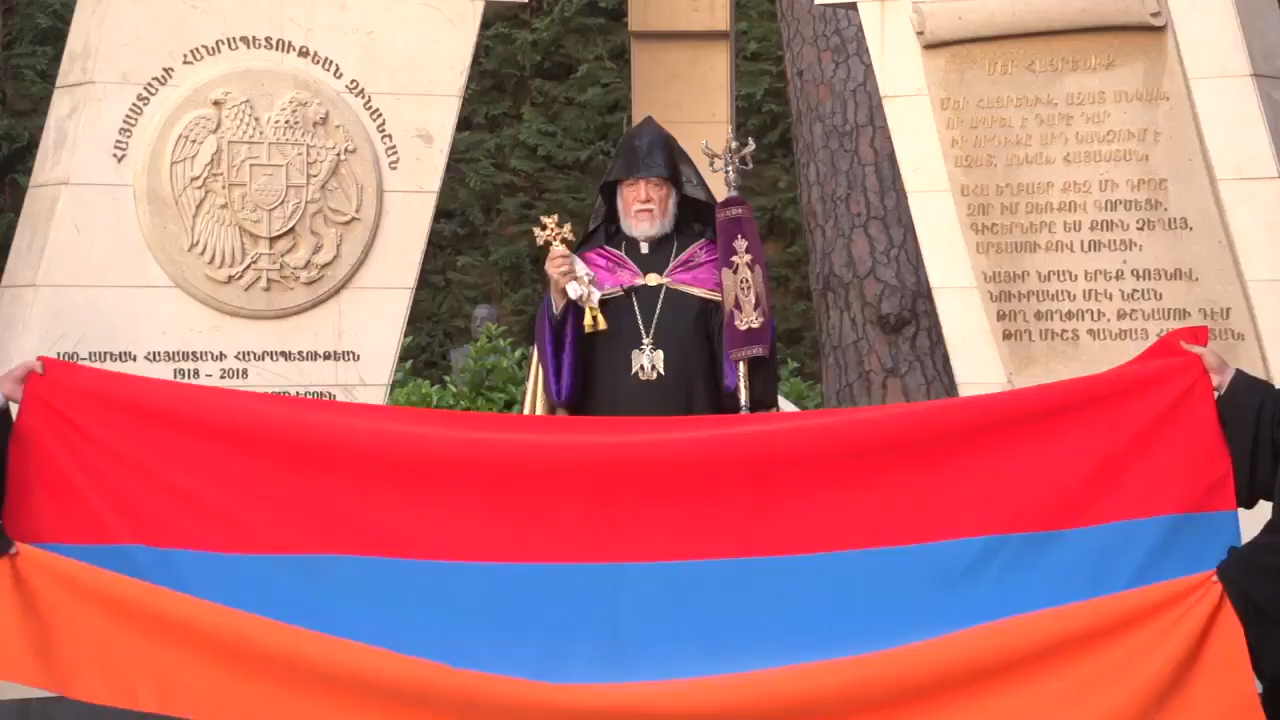 ՀԱՅԱՍՏԱՆԻ ՀԱՆՐԱՊԵՏՈՒԹԵԱՆ ԶԻՆԱՆՇԱՆ
100-ԱՄԵԱԿ ՀԱՅԱՍՏԱՆԻ ՀԱՆՐԱՊԵՏՈՒԹԵԱՆ
1918 - 2018
ՄԵՐ ՀԱՅՐԵՆԻՔ
ՄԵՐ ՀԱՅՐԵՆԻՔ, ԱԶԱՏ ԱՆԿԱԽ,
ՈՐ ԱՊՐԵԼ Է ԴԱՐԷ ԴԱՐ
ԻՐ ՈՐԴԻՔԸ ԱՐԴ ԿԱՆՉՈՒՄ Է
ԱԶԱՏ, ԱՆԿԱԽ ՀԱՅԱՍՏԱՆ։
ԱՀԱ ԵՂԲԱՅՐ ՔԵԶ ՄԻ ԴՐՕՇ
ԶՈՐ ԻՄ ՁԵՌՔՈՎ ԳՈՐԾԵՑԻ,
ԳԻՇԵՐՆԵՐԸ ԵՍ ՔՈՒՆ ՉԵՂԱՅ,
ԱՐՏԱՍՈՒՔՈՎ ԼՈՒԱՑԻ։
ՆԱՅԻՐ ՆՐԱՆ ԵՐԵՔ ԳՈՅՆՈՎ,
ՆՈՒԻՐԱԿԱՆ ՄԷԿ ՆՇԱՆ
ԹՈՂ ՓՈՂՓՈՂԻ, ԹՇՆԱՄՈՒ ԴԷՄ
ԹՈՂ ՄԻՇՏ ՊԱՆԾԱՅ